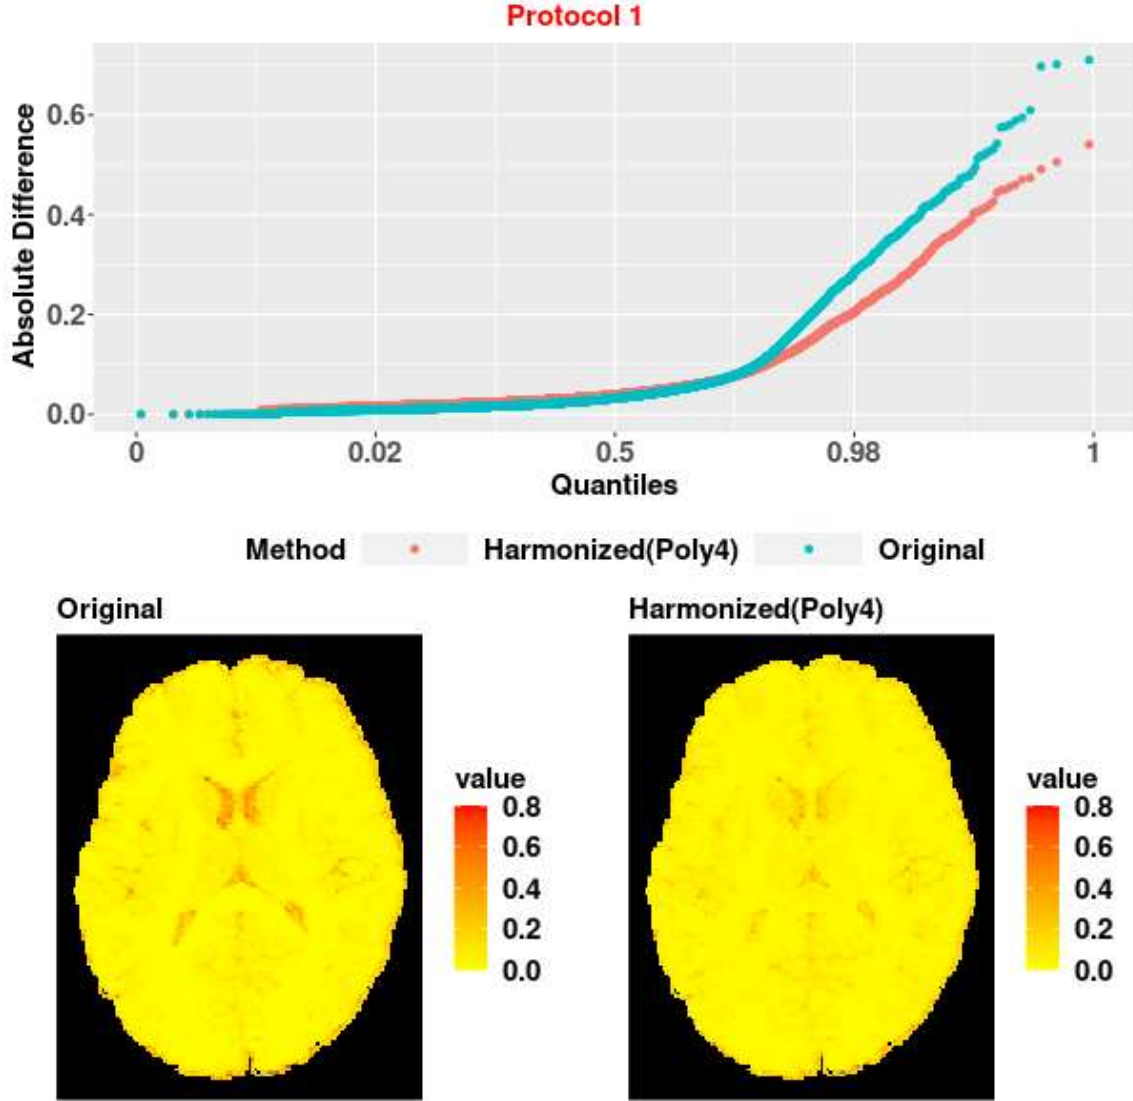 Protocol 1
Absolute Difference
0.6
0.4
0.2
0.0
0 0.02 0.5 0.98 1
Quantiles
Method Harmonized(Poly4) Original
Original Harmonized(Poly4)
value value
0.8 0.8
0.6 0.6
0.4 0.4
0.2 0.2
0.0 0.0